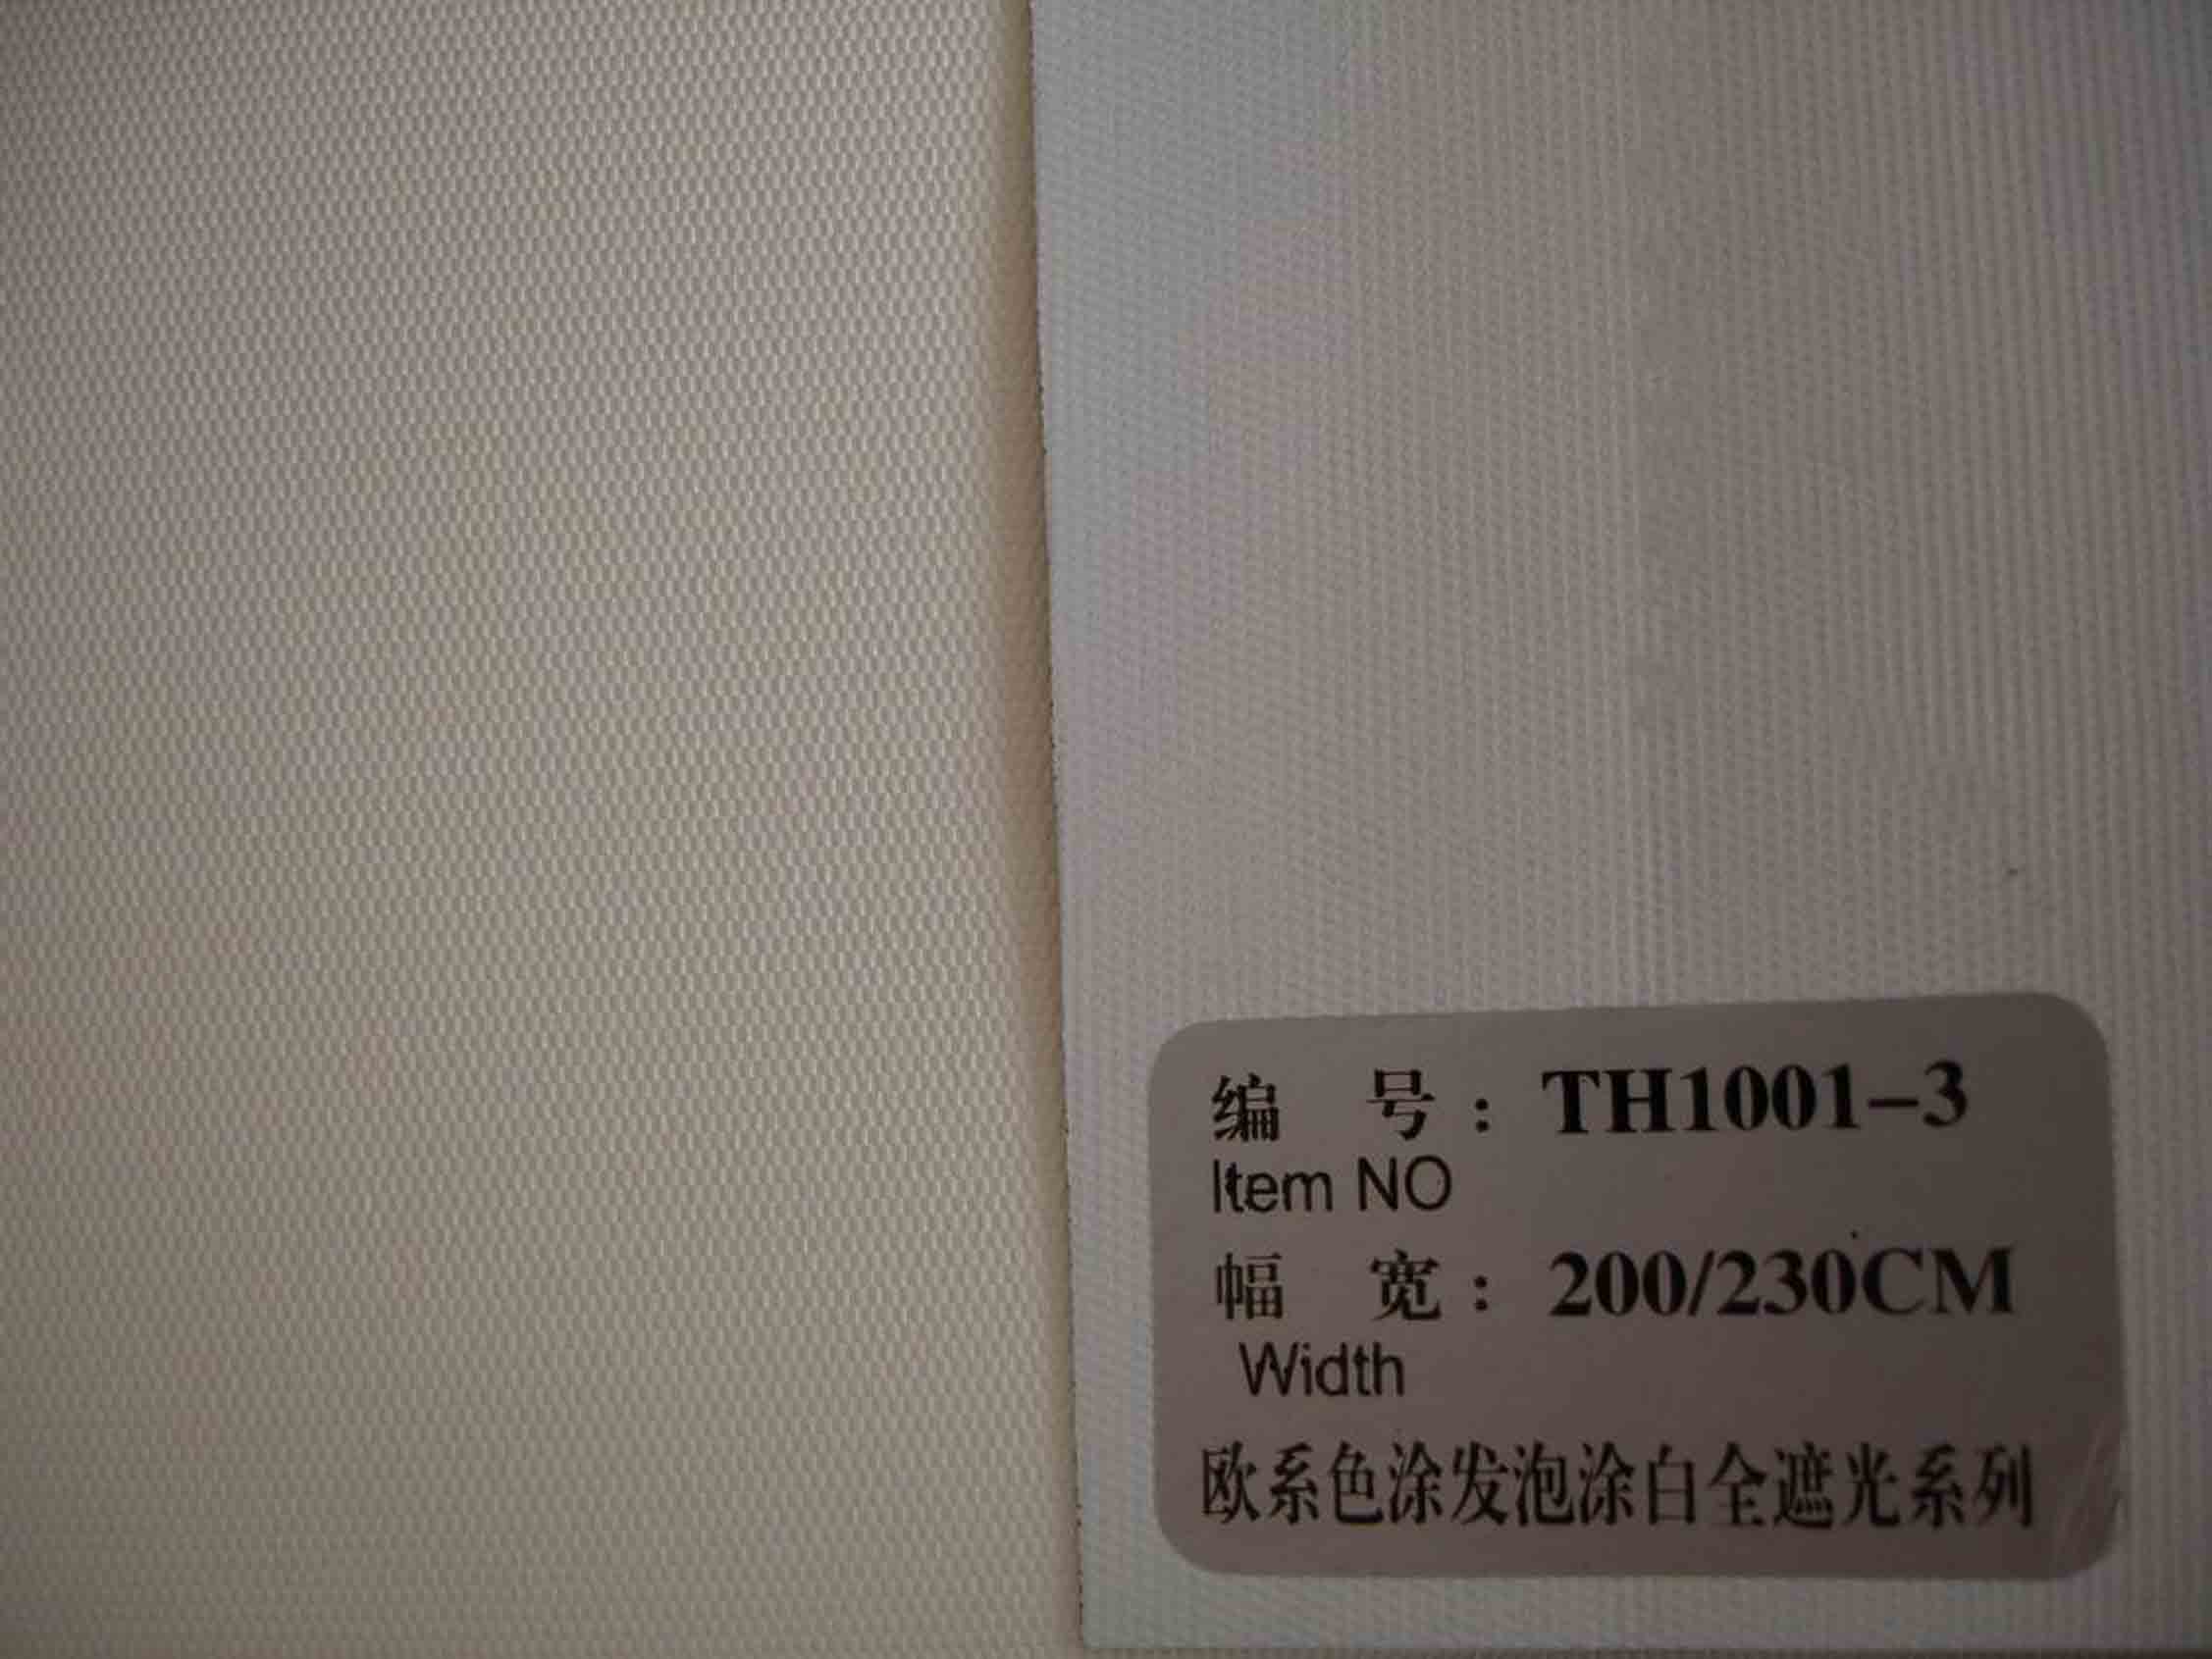 编 号：TH1001-3
Item NO
幅 宽：200/230CM
Width
欧系色涂发泡涂白全遮光系列